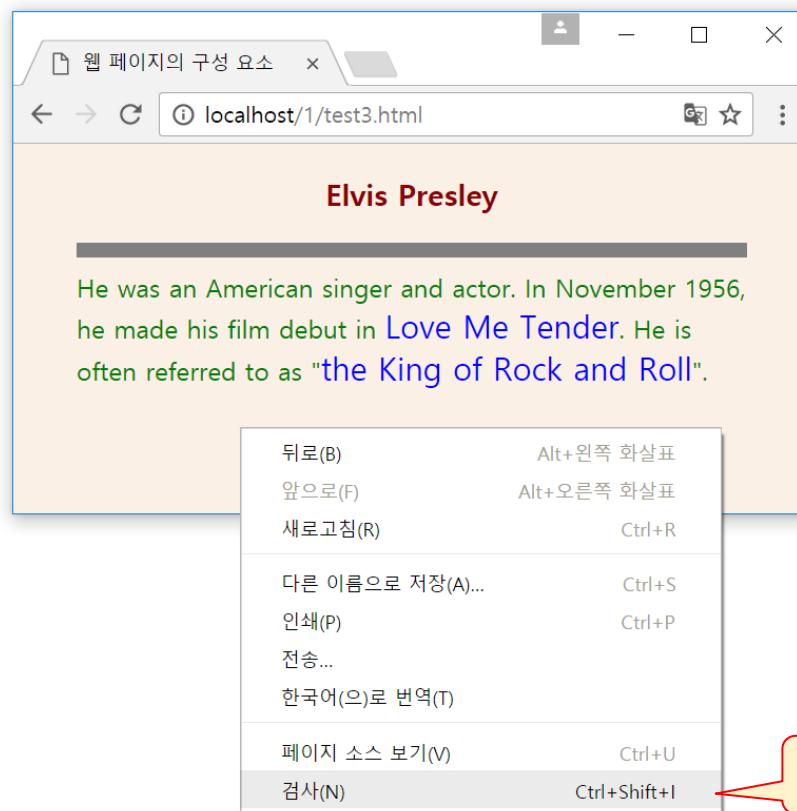 웹 페이지의 구성 요소
localhost/1/test3.html
Elvis Presley
He was an American singer and actor. In November 1956,
he made his film debut in Love Me Tender. He is
often referred to as "the King of Rock and Roll".
뒤로(B) Alt+왼쪽 화살표
앞으로(F) Alt+오른쪽 화살표
새로고침(R) Ctrl+R
다른 이름으로 저장(A)... Ctrl+S
인쇄(P) Ctrl+P
전송...
한국어(으)로 번역(T)
페이지 소스 보기(V) Ctrl+U
검사(N) Ctrl+Shift+I